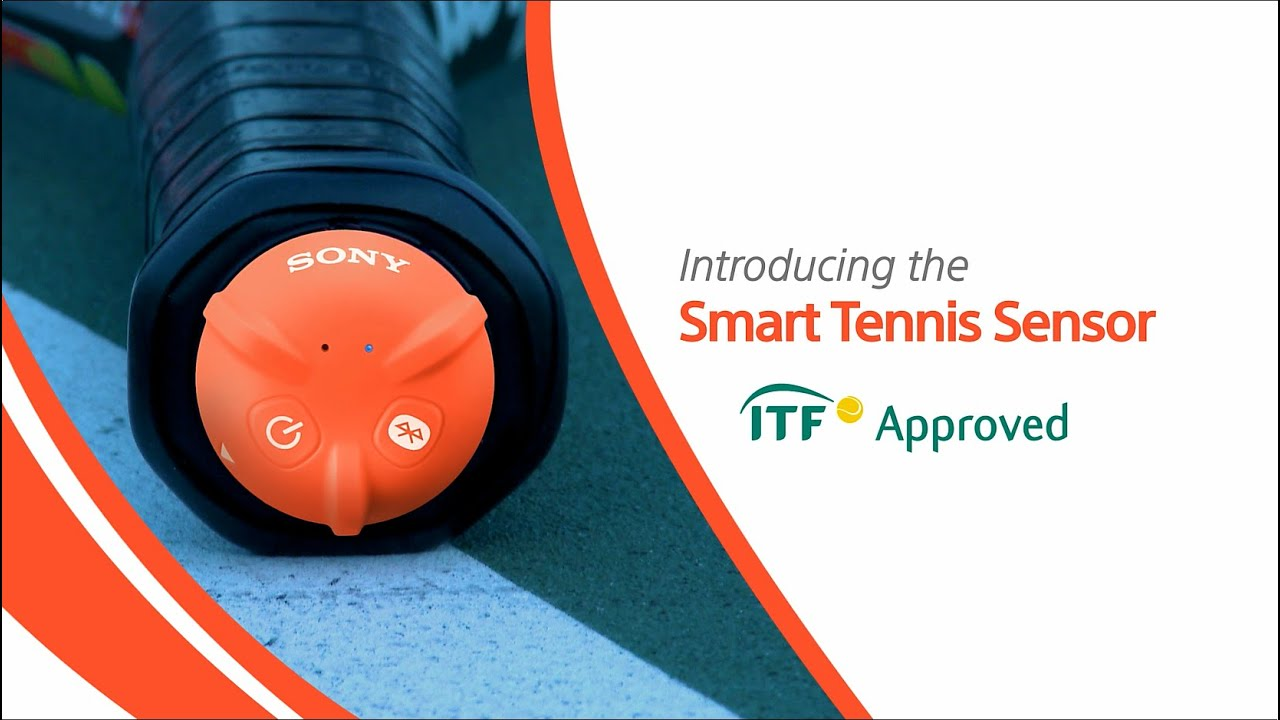 SONY
Introducing the
Smart Tennis Sensor
ITF Approved